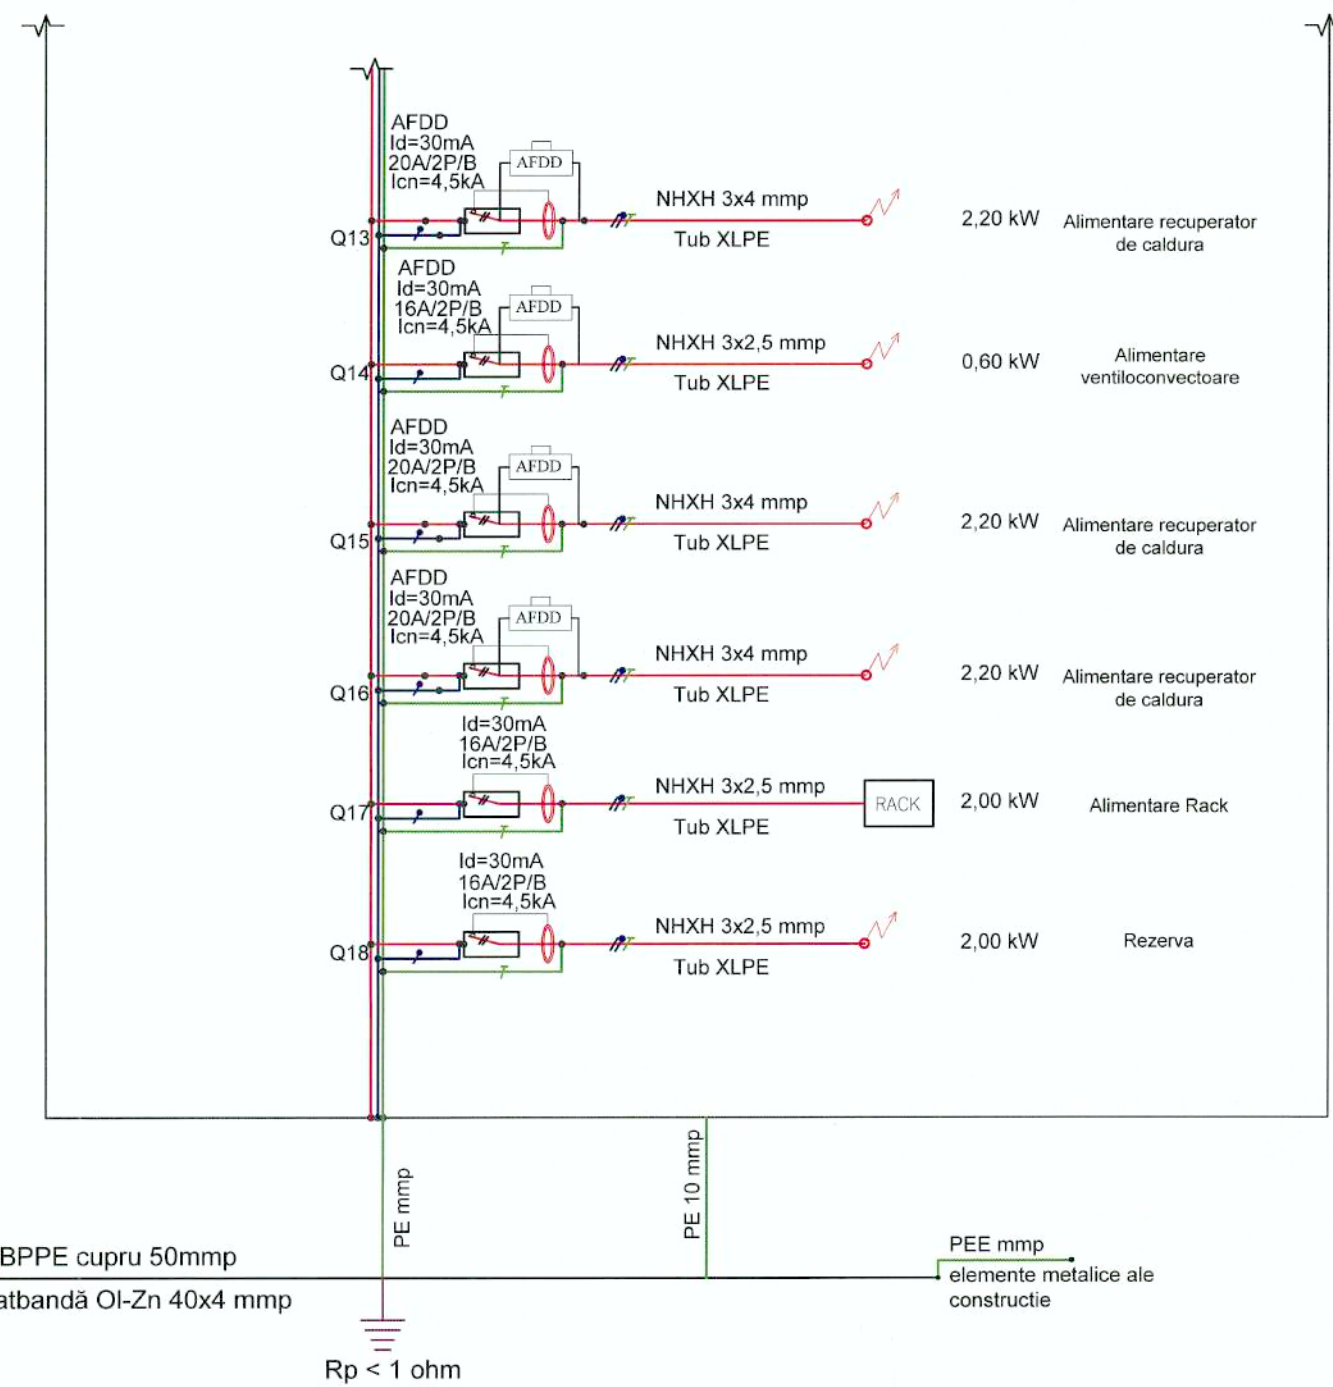 AFDD
Id=30mA
20A/2P/B
Icn=4,5kA
AFDD
NHXH 3x4 mmp
Q13
Tub XLPE
2,20 kW
Alimentare recuperator
de caldura
AFDD
Id=30mA
16A/2P/B
Icn=4,5kA
AFDD
NHXH 3x2,5 mmp
Q14
Tub XLPE
0,60 kW
Alimentare
ventiloconvectoare
AFDD
Id=30mA
20A/2P/B
Icn=4,5kA
AFDD
NHXH 3x4 mmp
Q15
Tub XLPE
2,20 kW
Alimentare recuperator
de caldura
AFDD
Id=30mA
20A/2P/B
Icn=4,5kA
AFDD
NHXH 3x4 mmp
Q16
Tub XLPE
2,20 kW
Alimentare recuperator
de caldura
Id=30mA
16A/2P/B
Icn=4,5kA
NHXH 3x2,5 mmp
Q17
Tub XLPE
RACK
2,00 kW
Alimentare Rack
Id=30mA
16A/2P/B
Icn=4,5kA
NHXH 3x2,5 mmp
Q18
Tub XLPE
2,00 kW
Rezerva
PE mmp
PE 10 mmp
BPPE cupru 50mmp
atbandă Ol-Zn 40x4 mmp
PEE mmp
elemente metalice ale
constructie
Rp < 1 ohm